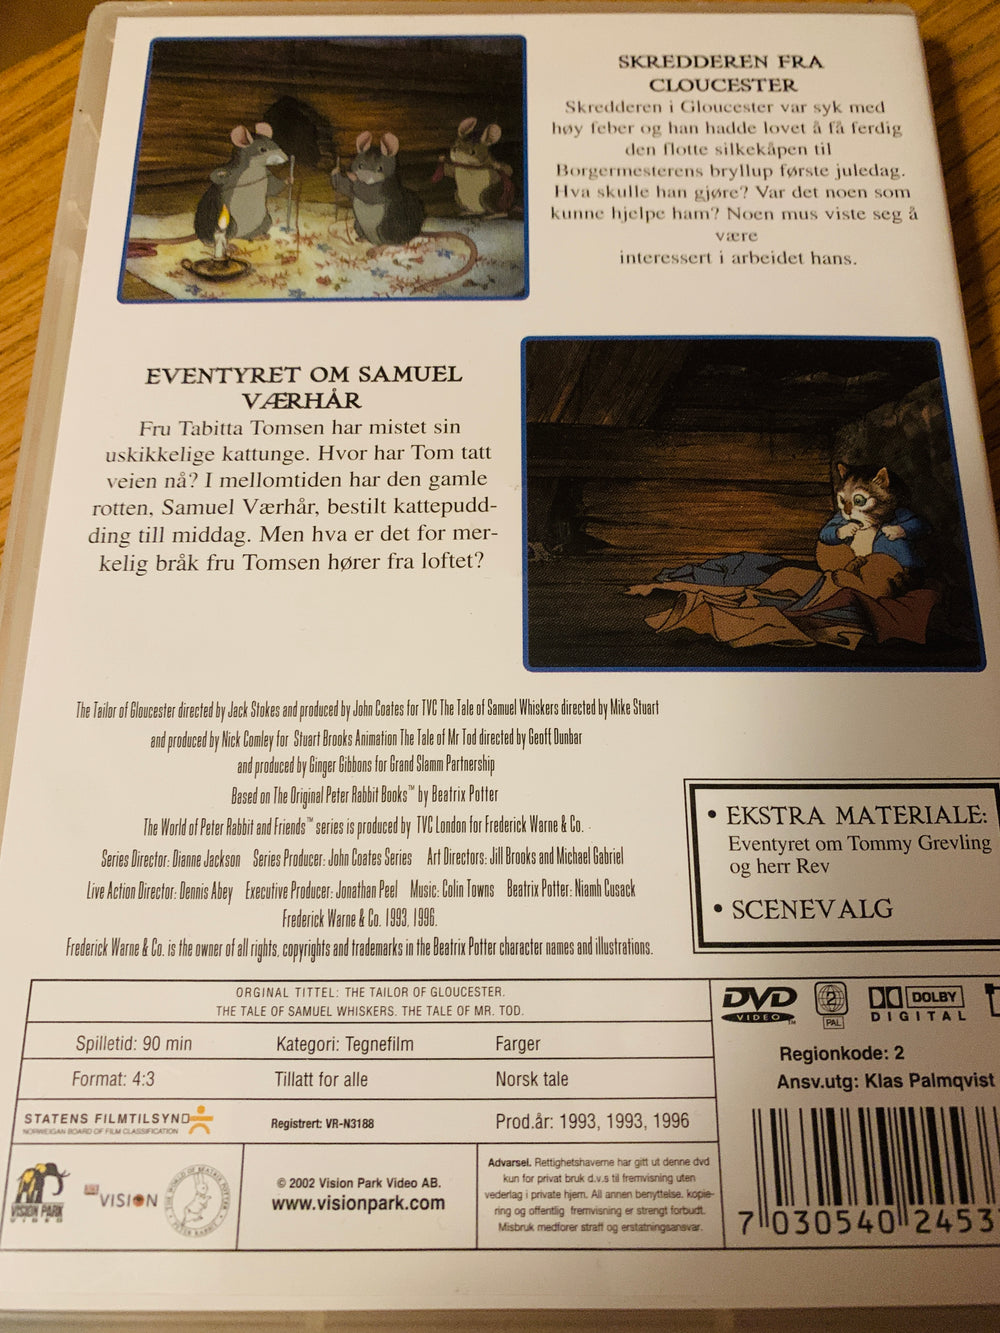 SKREDDEREN FRA
CLOUCESTER
Skredderen i Gloucester var syk med
høy feber og han hadde lovet å få ferdig
den flotte silkekåpen til
Borgermesterens bryllup første juledag.
Hva skulle han gjøre? Var det noen som
kunne hjelpe ham? Noen mus viste seg å
være
interessert i arbeidet hans.
EVENTYRET OM SAMUEL
VÆRHÅR
Fru Tabitta Tomsen har mistet sin
uskikkelige kattunge. Hvor har Tom tatt
veien nå? I mellomtiden har den gamle
rotten, Samuel Værhår, bestilt kattepudd-
ding till middag. Men hva er det for mer-
kelig bråk fru Tomsen hører fra loftet?
The Tailor of Gloucester directed by Jack Stokes and produced by John Coates for TVC The Tale of Samuel Whiskers directed by Mike Stuart
and produced by Nick Comley for Stuart Brooks Animation The Tale of Mr Tod directed by Geoff Dunbar
and produced by Ginger Gibbons for Grand Slamm Partnership
Based on The Original Peter Rabbit Books™ by Beatrix Potter
The World of Peter Rabbit and Friends™ series is produced by TVC London for Frederick Warne & Co.
Series Director: Dianne Jackson Series Producer: John Coates Series Art Directors: Jill Brooks and Michael Gabriel
Live Action Director: Dennis Abey Executive Producer: Jonathan Peel Music: Colin Towns Beatrix Potter: Niamh Cusack
Frederick Warne & Co. 1993, 1996.
Frederick Warne & Co. is the owner of all rights, copyrights and trademarks in the Beatrix Potter character names and illustrations.
• EKSTRA MATERIALE:
Eventyret om Tommy Grevling
og herr Rev
• SCENEVALG
ORGINAL TITTEL: THE TAILOR OF GLOUCESTER.
THE TALE OF SAMUEL WHISKERS. THE TALE OF MR. TOD.
Spilletid: 90 min Kategori: Tegnefilm Farger
Format: 4:3 Tillatt for alle Norsk tale
STATENS FILMTILSYN
NORWEGIAN BOARD OF FILM CLASSIFICATION
Registrert: VR-N3188
Prod.år: 1993, 1993, 1996
DVD
VIDEO™
2
PAL
DOLBY
DIGITAL
Regionkode: 2
Ansv.utg: Klas Palmqvist
VISION PARK
VIDEO
VISION
THE WORLD OF BEATRIX POTTER
PETER RABBIT
© 2002 Vision Park Video AB.
www.visionpark.com
Advarsel. Rettighetshaverne har gitt ut denne dvd
kun for privat bruk d.v.s til fremvisning uten
vederlag i private hjem. All annen benyttelse, kopie-
ring og offentlig fremvisning er strengt forbudt.
Misbruk medfører straff og erstatningsansvar.
7 030540 2453